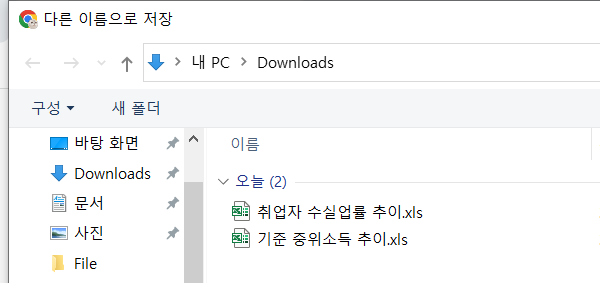 다른 이름으로 저장
내 PC Downloads
구성 새 폴더
바탕 화면
Downloads
문서
사진
File
이름
오늘 (2)
취업자 수실업률 추이.xls
기준 중위소득 추이.xls